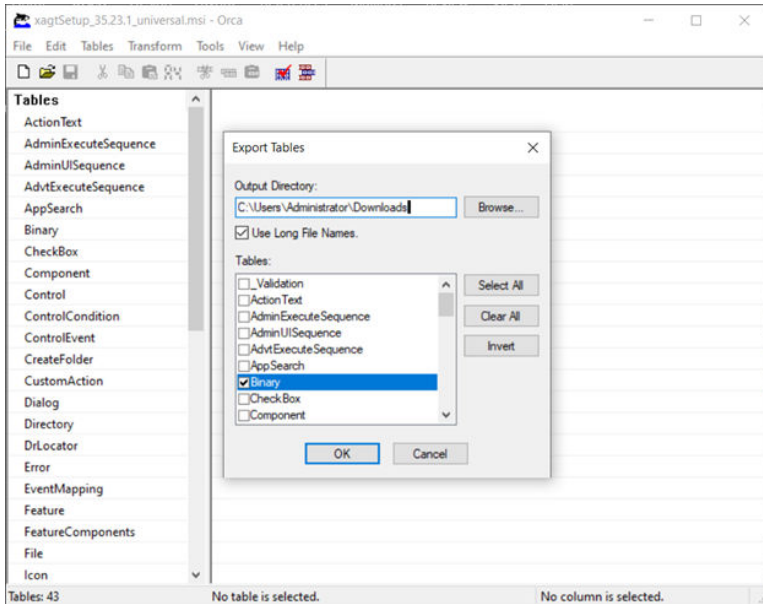 xagtSetup_35.23.1_universal.msi - Orca
File Edit Tables Transform Tools View Help
Tables
ActionText
AdminExecuteSequence
AdminUISequence
AdvtExecuteSequence
AppSearch
Binary
CheckBox
Component
Control
ControlCondition
ControlEvent
CreateFolder
CustomAction
Dialog
Directory
DrLocator
Error
EventMapping
Feature
FeatureComponents
File
Icon
Export Tables
Output Directory:
C:\Users\Administrator\Downloads
Browse...
Use Long File Names.
Tables:
_Validation
ActionText
AdminExecuteSequence
AdminUISequence
AdvtExecuteSequence
AppSearch
Binary
CheckBox
Component
Select All
Clear All
Invert
OK Cancel
Tables: 43 No table is selected. No column is selected.